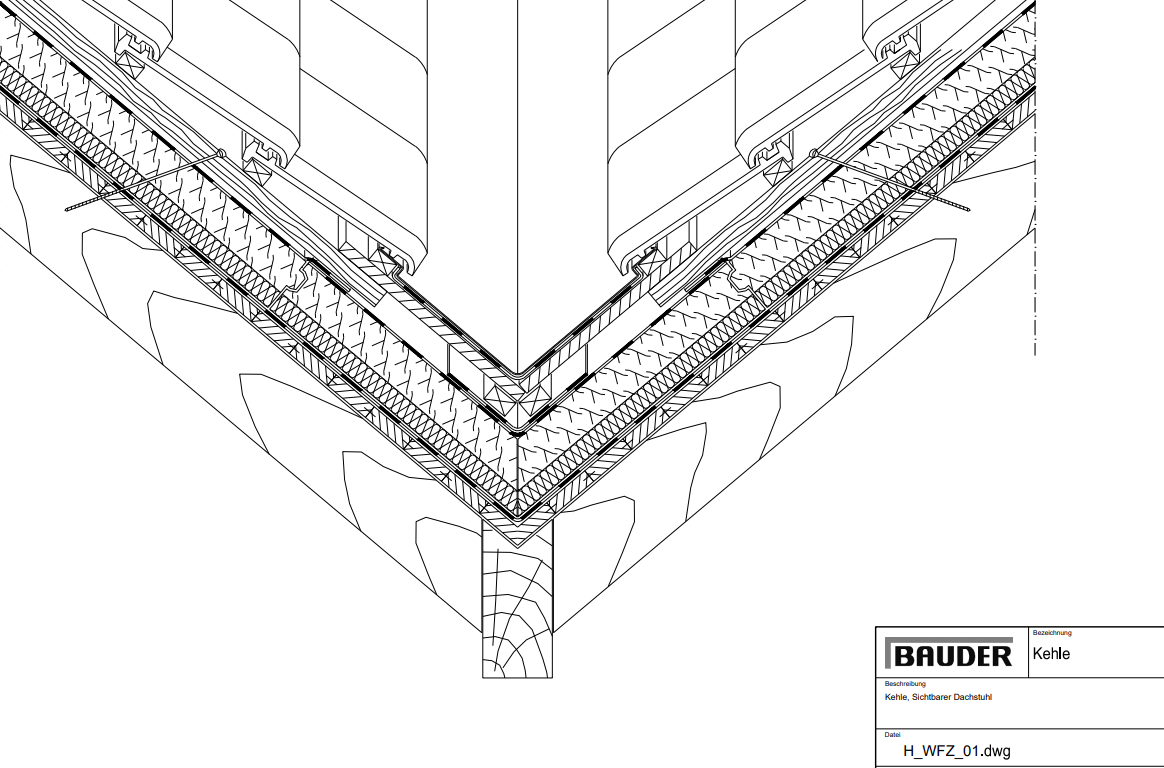 BAUDER
Bezeichnung
Kehle
Beschreibung
Kehle, Sichtbarer Dachstuhl
Datei
H_WFZ_01.dwg